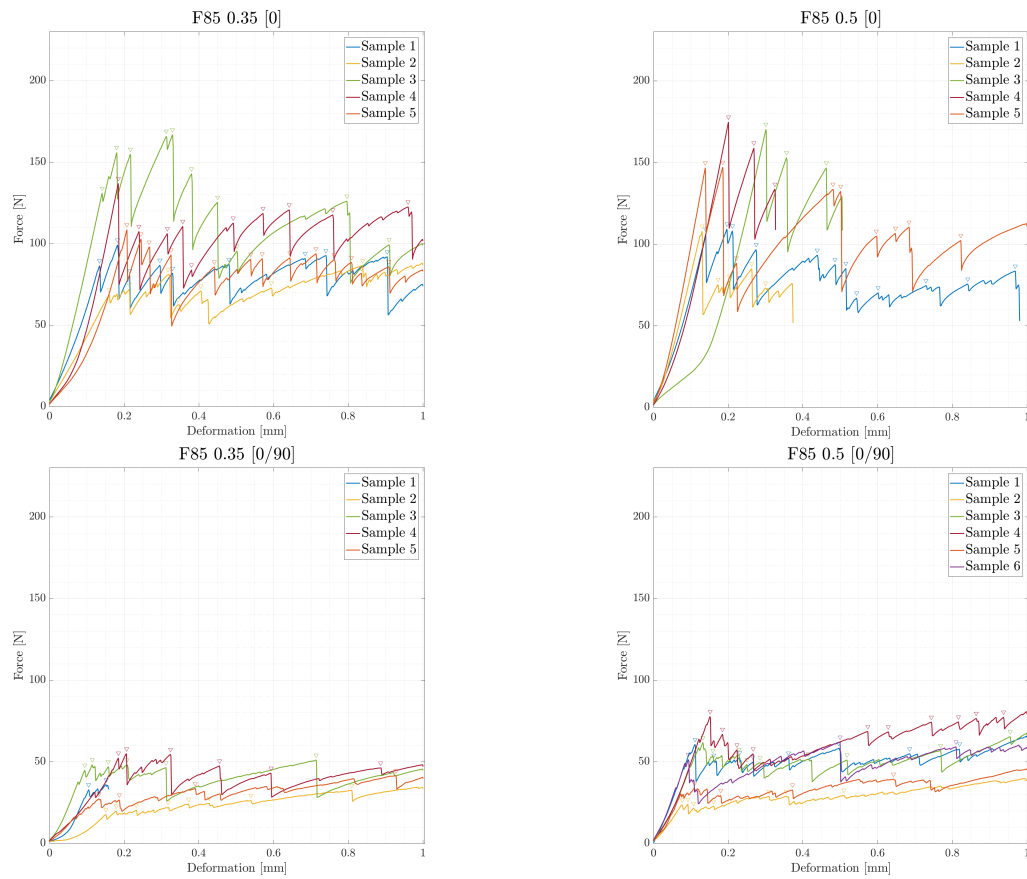 F85 0.35 [0]
Force [N]
200
150
100
50
0
0 0.2 0.4 0.6 0.8 1
Deformation [mm]
Sample 1
Sample 2
Sample 3
Sample 4
Sample 5
F85 0.5 [0]
Force [N]
200
150
100
50
0
0 0.2 0.4 0.6 0.8 1
Deformation [mm]
Sample 1
Sample 2
Sample 3
Sample 4
Sample 5
F85 0.35 [0/90]
Force [N]
200
150
100
50
0
0 0.2 0.4 0.6 0.8 1
Deformation [mm]
Sample 1
Sample 2
Sample 3
Sample 4
Sample 5
F85 0.5 [0/90]
Force [N]
200
150
100
50
0
0 0.2 0.4 0.6 0.8 1
Deformation [mm]
Sample 1
Sample 2
Sample 3
Sample 4
Sample 5
Sample 6